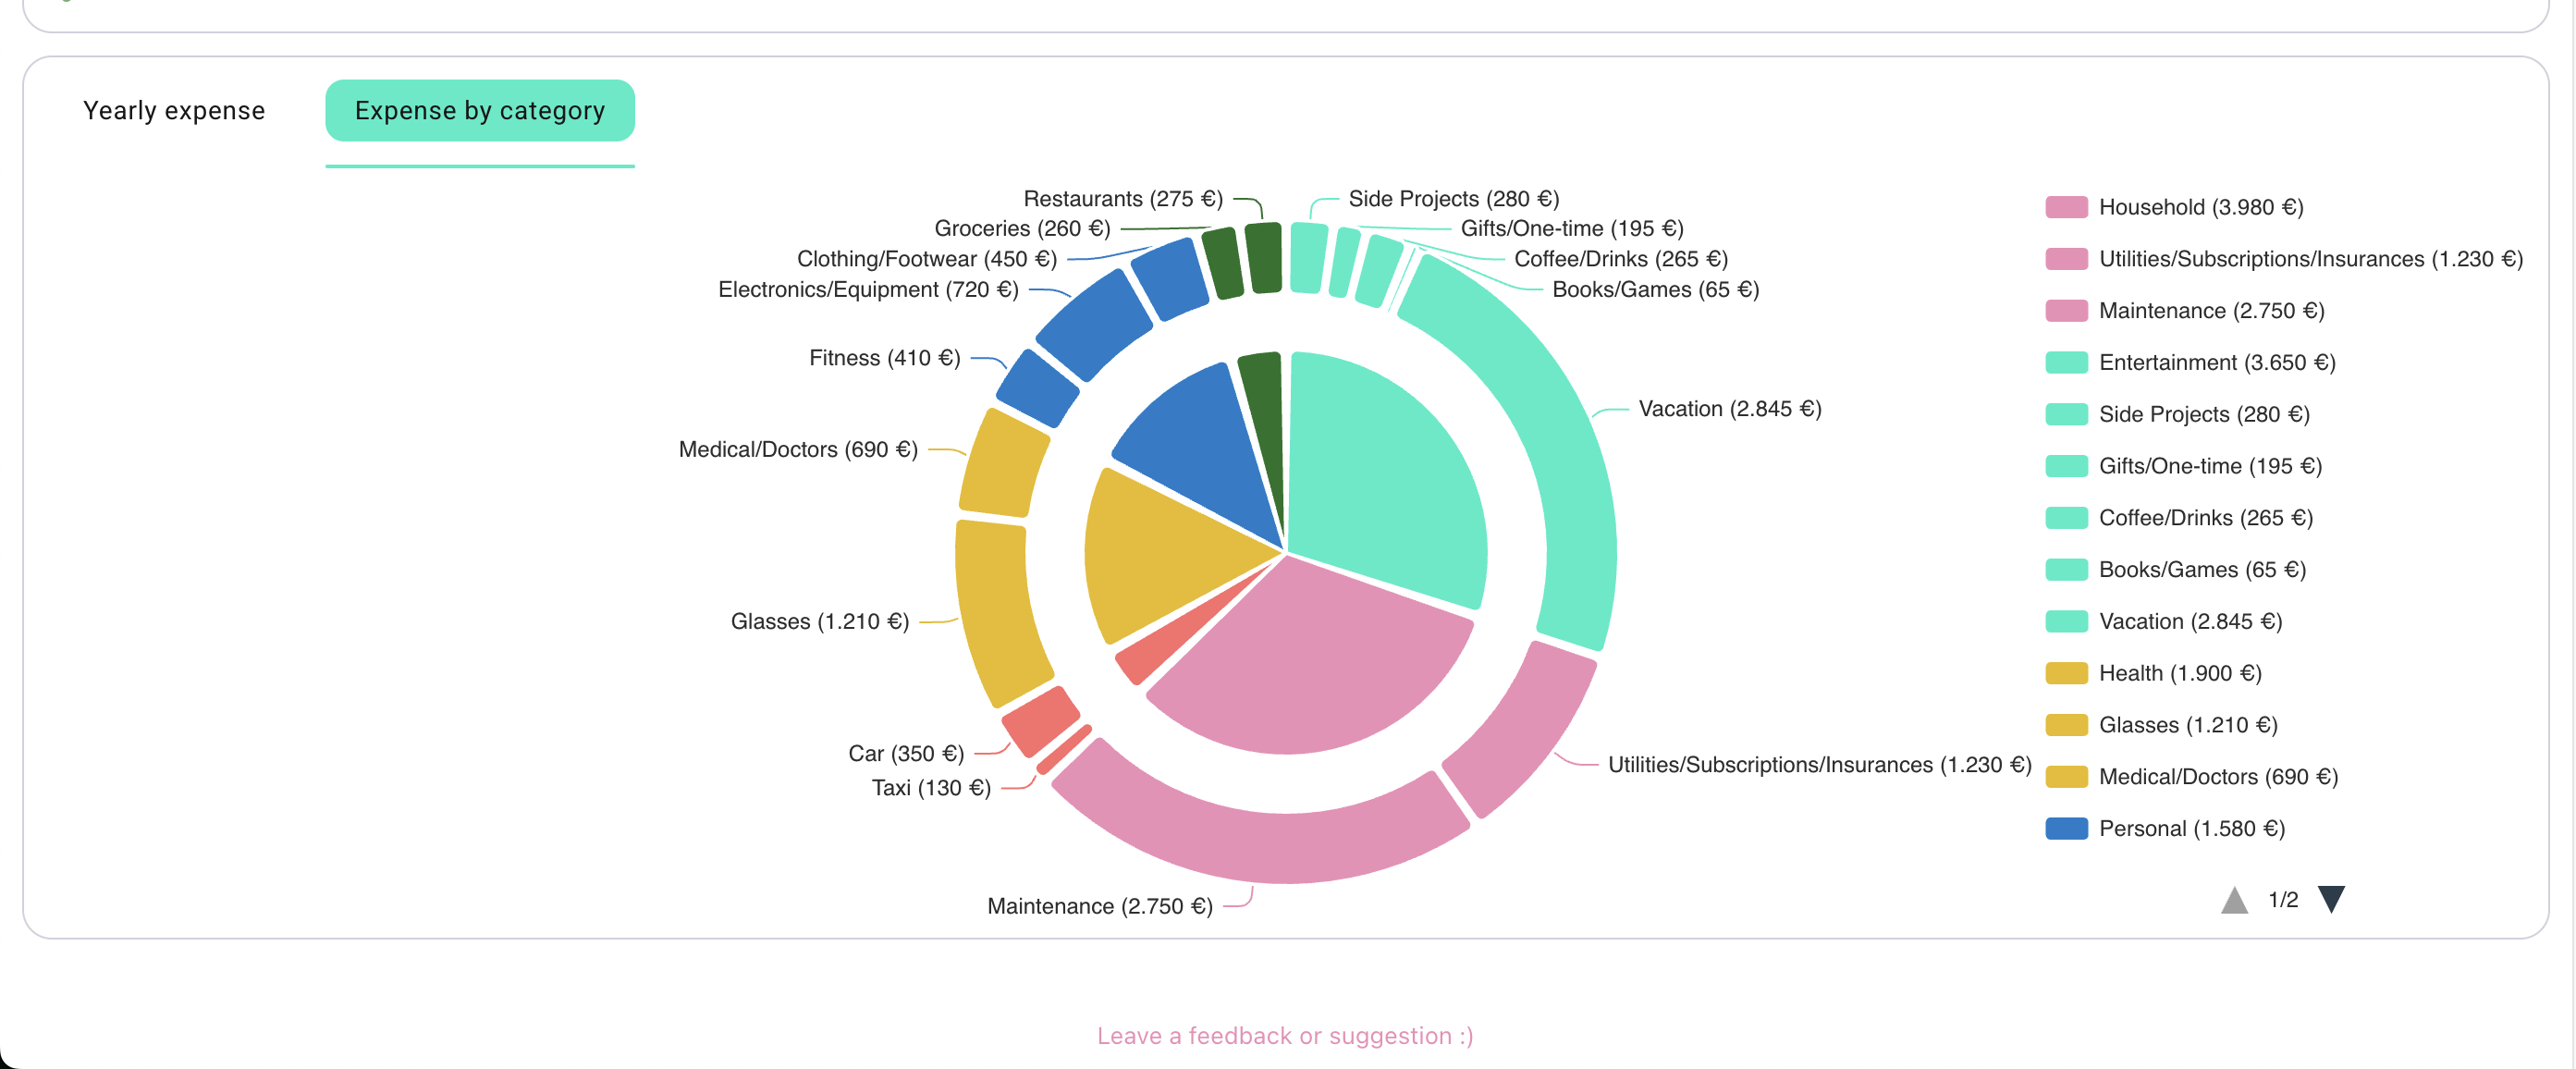 Yearly expense
Expense by category
Restaurants (275 €)
Side Projects (280 €)
Groceries (260 €)
Gifts/One-time (195 €)
Clothing/Footwear (450 €)
Coffee/Drinks (265 €)
Electronics/Equipment (720 €)
Books/Games (65 €)
Fitness (410 €)
Vacation (2.845 €)
Medical/Doctors (690 €)
Glasses (1.210 €)
Car (350 €)
Utilities/Subscriptions/Insurances (1.230 €)
Taxi (130 €)
Maintenance (2.750 €)
Household (3.980 €)
Utilities/Subscriptions/Insurances (1.230 €)
Maintenance (2.750 €)
Entertainment (3.650 €)
Side Projects (280 €)
Gifts/One-time (195 €)
Coffee/Drinks (265 €)
Books/Games (65 €)
Vacation (2.845 €)
Health (1.900 €)
Glasses (1.210 €)
Medical/Doctors (690 €)
Personal (1.580 €)
1/2
Leave a feedback or suggestion :)